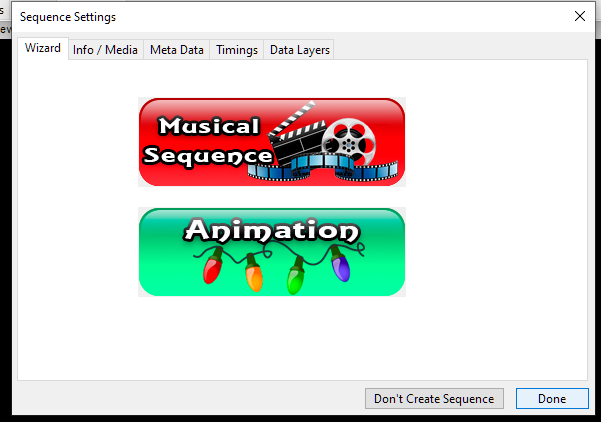 Sequence Settings
Wizard
Info / Media
Meta Data
Timings
Data Layers
Musical
Sequence
Animation
Don't Create Sequence
Done